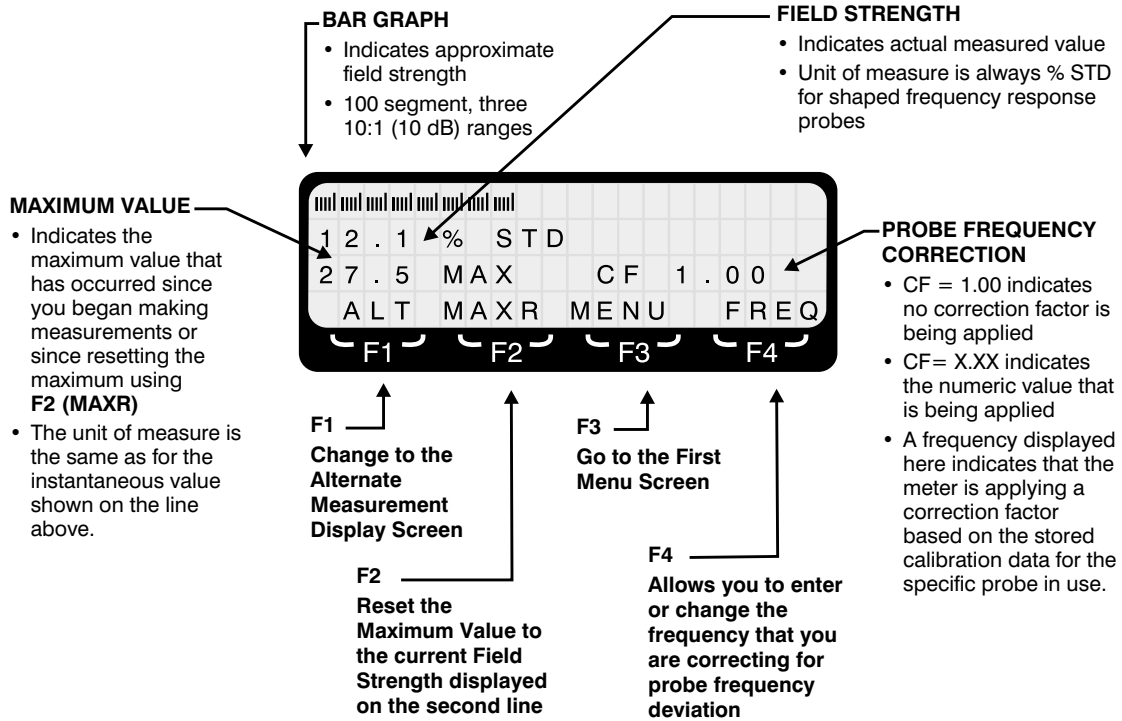 BAR GRAPH
• Indicates approximate
field strength
• 100 segment, three
10:1 (10 dB) ranges
FIELD STRENGTH
• Indicates actual measured value
• Unit of measure is always % STD
for shaped frequency response
probes
MAXIMUM VALUE
• Indicates the
maximum value that
has occurred since
you began making
measurements or
since resetting the
maximum using
F2 (MAXR)
• The unit of measure is
the same as for the
instantaneous value
shown on the line
above.
12.1 % STD
27.5 MAX CF 1.00
ALT MAXR MENU FREQ
F1 F2 F3 F4
PROBE FREQUENCY
CORRECTION
• CF = 1.00 indicates
no correction factor is
being applied
• CF= X.XX indicates
the numeric value that
is being applied
• A frequency displayed
here indicates that the
meter is applying a
correction factor
based on the stored
calibration data for the
specific probe in use.
F1
Change to the
Alternate
Measurement
Display Screen
F2
Reset the
Maximum Value to
the current Field
Strength displayed
on the second line
F3
Go to the First
Menu Screen
F4
Allows you to enter
or change the
frequency that you
are correcting for
probe frequency
deviation